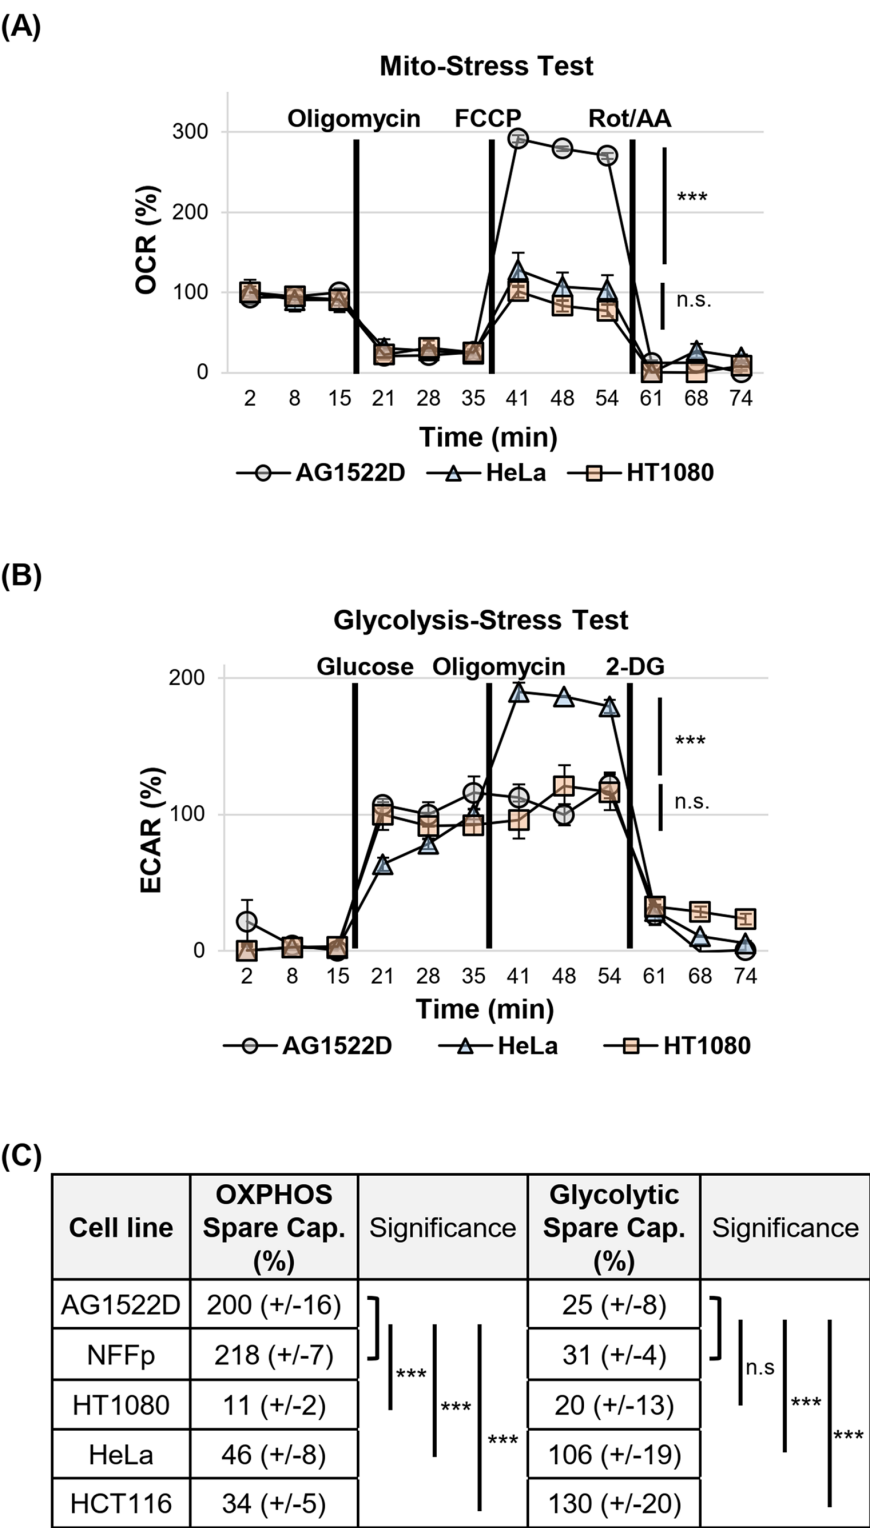 (A)
Mito-Stress Test
Oligomycin FCCP Rot/AA
300
200
100
0
OCR (%)
***
n.s.
2 8 15 21 28 35 41 48 54 61 68 74
Time (min)
AG1522D HeLa HT1080
(B)
Glycolysis-Stress Test
Glucose Oligomycin 2-DG
200
100
0
ECAR (%)
***
n.s.
2 8 15 21 28 35 41 48 54 61 68 74
Time (min)
AG1522D HeLa HT1080
(C)
Cell line OXPHOS Spare Cap. (%) Significance Glycolytic Spare Cap. (%) Significance
AG1522D 200 (+/-16) 25 (+/-8)
NFFp 218 (+/-7) 31 (+/-4)
*** n.s
HT1080 11 (+/-2) *** 20 (+/-13) ***
HeLa 46 (+/-8) *** 106 (+/-19) ***
HCT116 34 (+/-5) 130 (+/-20)